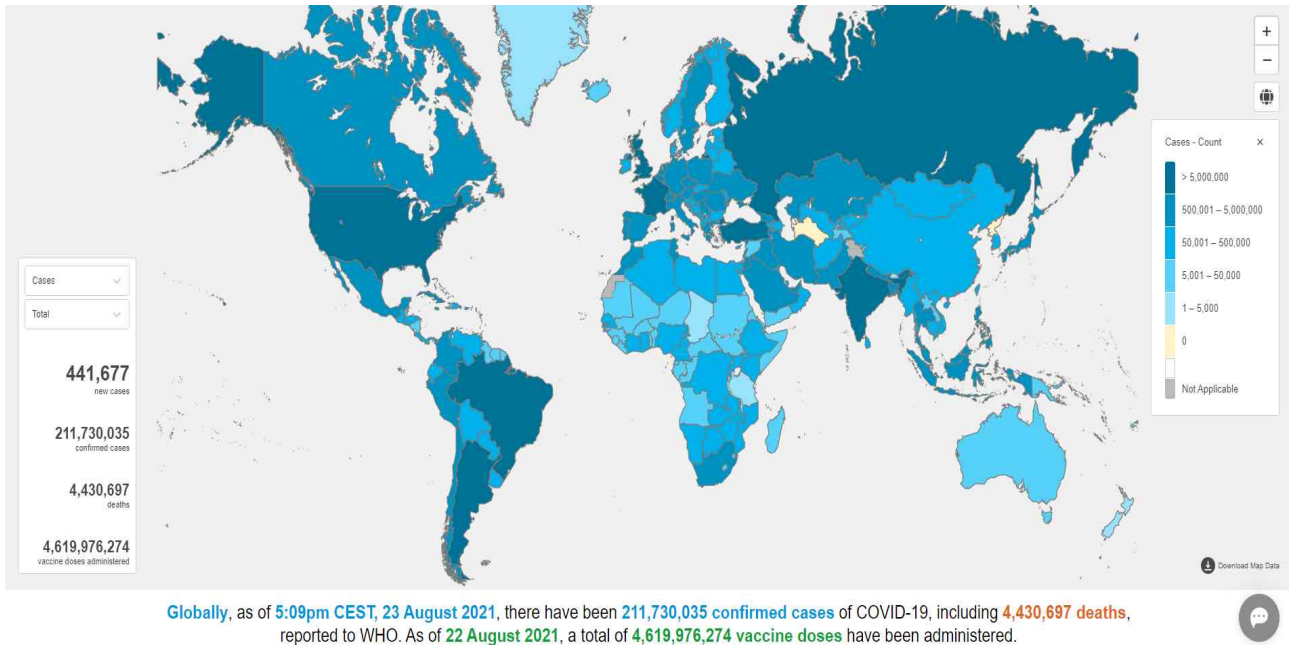 +
−
Cases - Count x
> 5,000,000
500,001 – 5,000,000
50,001 – 500,000
5,001 – 50,000
1 – 5,000
0
Not Applicable
Cases
Total
441,677
new cases
211,730,035
confirmed cases
4,430,697
deaths
4,619,976,274
vaccine doses administered
Download Map Data
Globally, as of 5:09pm CEST, 23 August 2021, there have been 211,730,035 confirmed cases of COVID-19, including 4,430,697 deaths,
reported to WHO. As of 22 August 2021, a total of 4,619,976,274 vaccine doses have been administered.